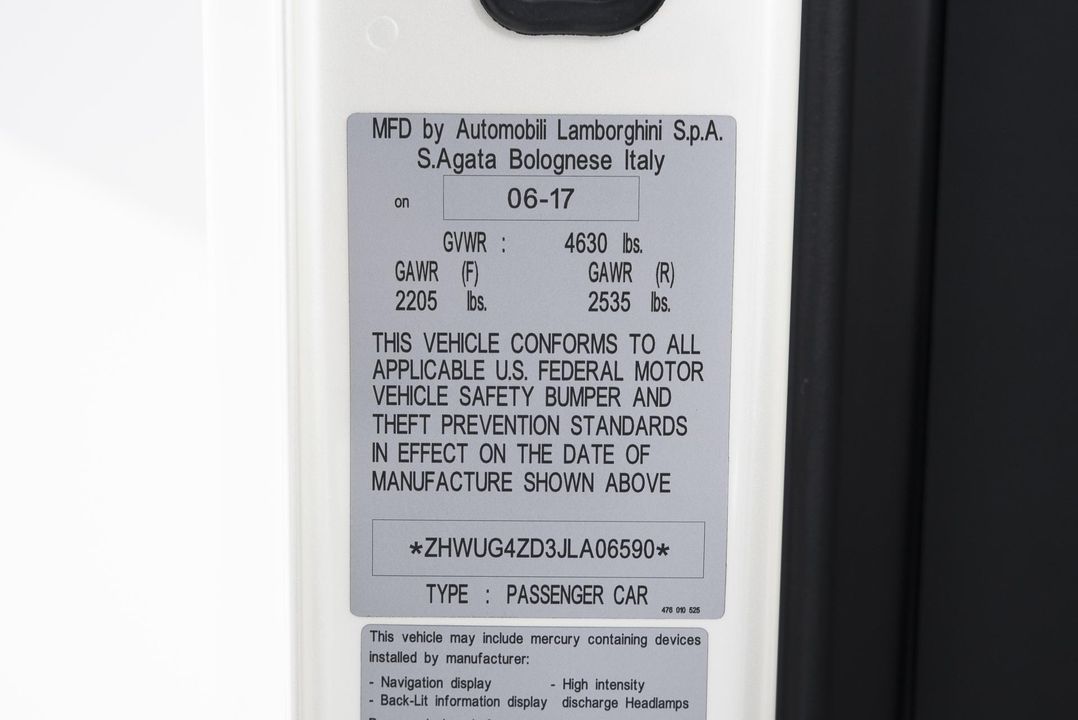 MFD by Automobili Lamborghini S.p.A.
S.Agata Bolognese Italy
on 06-17
GVWR : 4630 lbs.
GAWR (F) GAWR (R)
2205 lbs. 2535 lbs.
THIS VEHICLE CONFORMS TO ALL
APPLICABLE U.S. FEDERAL MOTOR
VEHICLE SAFETY BUMPER AND
THEFT PREVENTION STANDARDS
IN EFFECT ON THE DATE OF
MANUFACTURE SHOWN ABOVE
*ZHWUG4ZD3JLA06590*
TYPE : PASSENGER CAR
476 010 525
This vehicle may include mercury containing devices
installed by manufacturer:
- Navigation display - High intensity
- Back-Lit information display discharge Headlamps